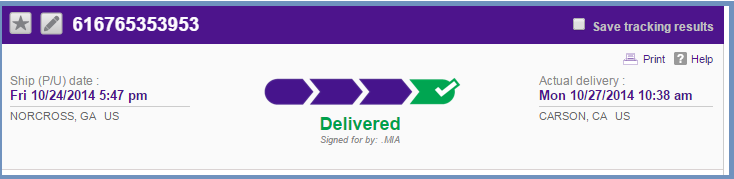 616765353953
Save tracking results
Print Help
Ship (P/U) date :
Fri 10/24/2014 5:47 pm
NORCROSS, GA US
Delivered
Signed for by: .MIA
Actual delivery :
Mon 10/27/2014 10:38 am
CARSON, CA US